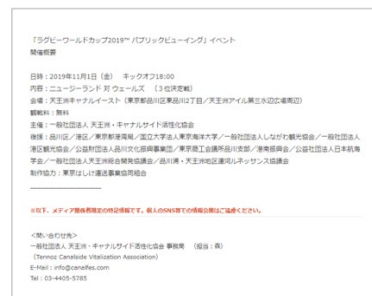 「ラグビーワールドカップ2019™ パブリックビューイング」イベント
開催概要
日時：2019年11月1日（金） キックオフ18:00
内容：ニュージーランド 対 ウェールズ （3位決定戦）
会場：天王洲キャナルイースト（東京都品川区東品川2丁目／天王洲アイル第三水辺広場周辺）
観戦料：無料
主催：一般社団法人 天王洲・キャナルサイド活性化協会
後援：品川区／港区／東京都港湾局／国立大学法人東京海洋大学／一般社団法人しながわ観光協会／一般社団法人
港区観光協会／公益財団法人品川文化振興事業団／東京商工会議所品川支部／港南振興会／公益社団法人日本航海
学会／一般社団法人天王洲総合開発協議会／品川浦・天王洲地区運河ルネッサンス協議会
制作協力：東京はしけ運送事業協同組合
※以下、メディア関係者限定の特記情報です。個人のSNS等での情報公開はご遠慮ください。
<問い合わせ先>
一般社団法人 天王洲・キャナルサイド活性化協会 事務局 （担当：森）
(Tennoz Canalside Vitalization Association)
E-Mail：info@canalfes.com
Tel：03-4405-5785